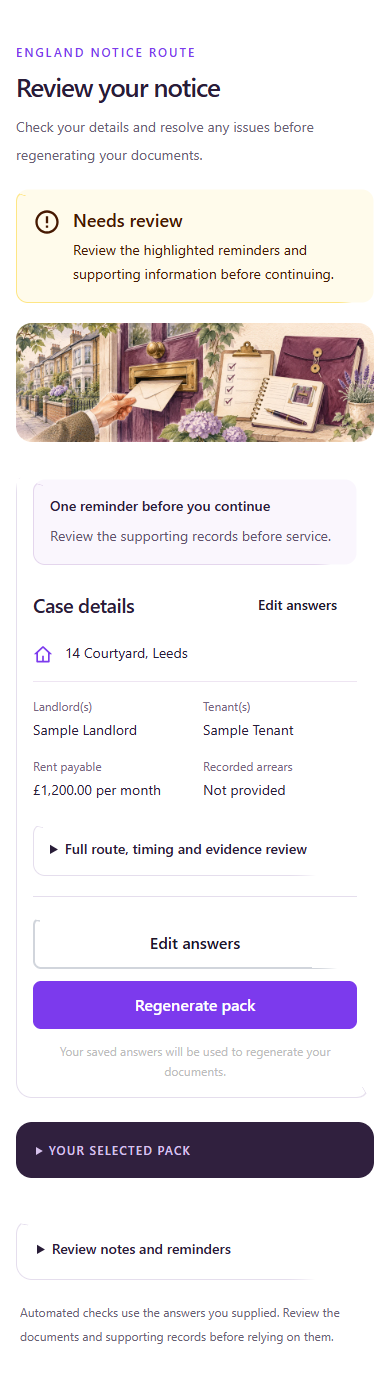 ENGLAND NOTICE ROUTE
Review your notice
Check your details and resolve any issues before
regenerating your documents.
Needs review
Review the highlighted reminders and
supporting information before continuing.
One reminder before you continue
Review the supporting records before service.
Case details
Edit answers
14 Courtyard, Leeds
Landlord(s)
Tenant(s)
Sample Landlord
Sample Tenant
Rent payable
Recorded arrears
£1,200.00 per month
Not provided
Full route, timing and evidence review
Edit answers
Regenerate pack
Your saved answers will be used to regenerate your
documents.
YOUR SELECTED PACK
Review notes and reminders
Automated checks use the answers you supplied. Review the
documents and supporting records before relying on them.